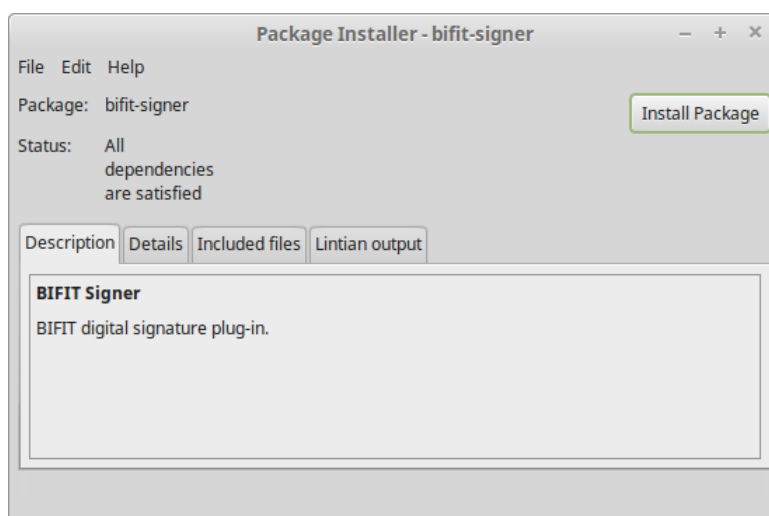 Package Installer - bifit-signer
File Edit Help
Package: bifit-signer
Install Package
Status: All
dependencies
are satisfied
Description Details Included files Lintian output
BIFIT Signer
BIFIT digital signature plug-in.